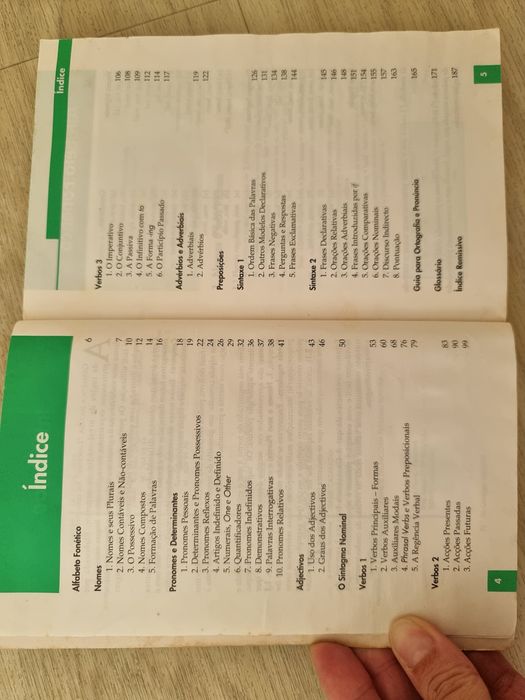 Índice
Alfabeto Fonético 6
Nomes
1. Nomes e seus Plurais 7
2. Nomes Contáveis e Não-contáveis 10
3. O Possessivo 12
4. Nomes Compostos 14
5. Formação de Palavras 16
Pronomes e Determinantes 18
1. Pronomes Pessoais 19
2. Determinantes e Pronomes Possessivos 22
3. Pronomes Reflexos 24
4. Artigos Indefinido e Definido 26
5. Numerais, One e Other 29
6. Quantificadores 32
7. Pronomes Indefinidos 36
8. Demonstrativos 37
9. Palavras Interrogativas 38
10. Pronomes Relativos 41
Adjectivos
1. Uso dos Adjectivos 43
2. Graus dos Adjectivos 46
O Sintagma Nominal 50
Verbos 1
1. Verbos Principais – Formas 53
2. Verbos Auxiliares 60
3. Auxiliares Modais 68
4. Phrasal Verbs e Verbos Preposicionais 76
5. A Regência Verbal 79
Verbos 2
1. Acções Presentes 83
2. Acções Passadas 90
3. Acções Futuras 99
4
Índice
Verbos 3
1. O Imperativo 106
2. O Conjuntivo 108
3. A Passiva 109
4. O Infinitivo com to 112
5. A Forma -ing 114
6. O Particípio Passado 117
Adverbiais e Advérbios
1. Adverbiais 119
2. Advérbios 122
Preposições
Sintaxe 1
1. Ordem Básica das Palavras 126
2. Outros Modelos Declarativos 131
3. Frases Negativas 134
4. Perguntas e Respostas 138
5. Frases Exclamativas 144
Sintaxe 2
1. Frases Declarativas 145
2. Orações Relativas 146
3. Orações Adverbiais 148
4. Frases Introduzidas por if 151
5. Orações Comparativas 154
6. Orações Nominais 155
7. Discurso Indirecto 157
8. Pontuação 163
Guia para Ortografia e Pronúncia 165
Glossário 171
Índice Remissivo 187
5